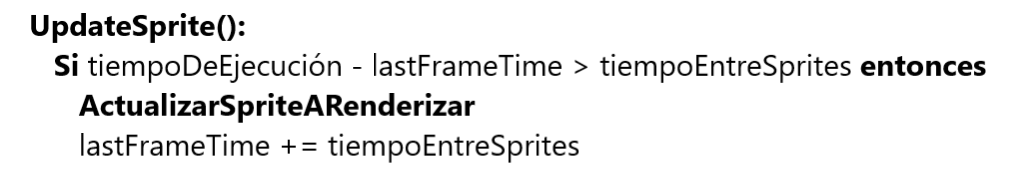 UpdateSprite():
Si tiempoDeEjecución - lastFrameTime > tiempoEntreSprites entonces
ActualizarSpriteARenderizar
lastFrameTime += tiempoEntreSprites